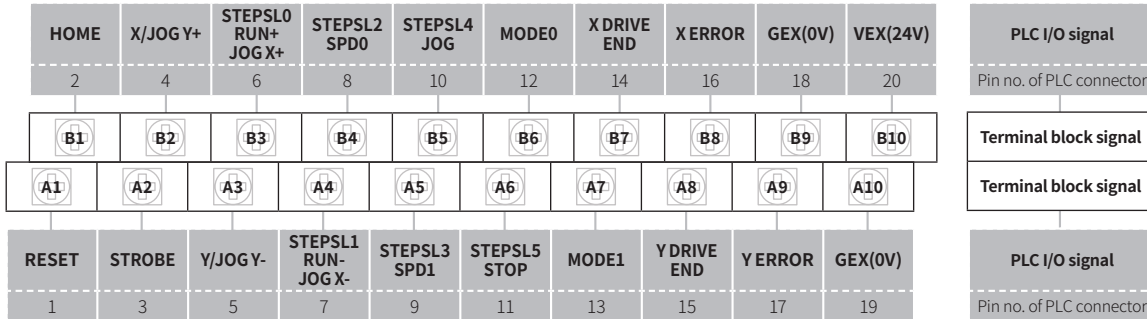 HOME X/JOG Y+ STEPSL0 RUN+ JOG X+ STEPSL2 SPD0 STEPSL4 JOG MODE0 X DRIVE END X ERROR GEX(0V) VEX(24V) PLC I/O signal
2 4 6 8 10 12 14 16 18 20 Pin no. of PLC connector
B1 B2 B3 B4 B5 B6 B7 B8 B9 B10 Terminal block signal
A1 A2 A3 A4 A5 A6 A7 A8 A9 A10 Terminal block signal
RESET STROBE Y/JOG Y- STEPSL1 RUN- JOG X- STEPSL3 SPD1 STEPSL5 STOP MODE1 Y DRIVE END Y ERROR GEX(0V) PLC I/O signal
1 3 5 7 9 11 13 15 17 19 Pin no. of PLC connector